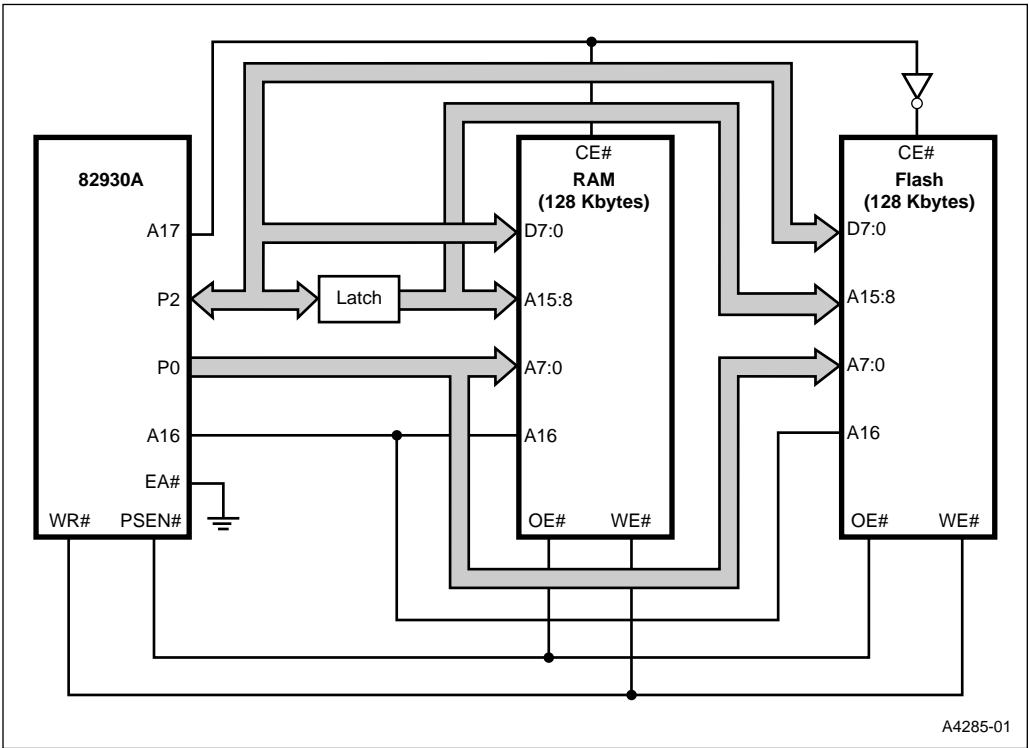 82930A
A17
P2
P0
A16
EA#
WR# PSEN#
Latch
CE#
RAM
(128 Kbytes)
D7:0
A15:8
A7:0
A16
OE# WE#
CE#
Flash
(128 Kbytes)
D7:0
A15:8
A7:0
A16
OE# WE#
A4285-01